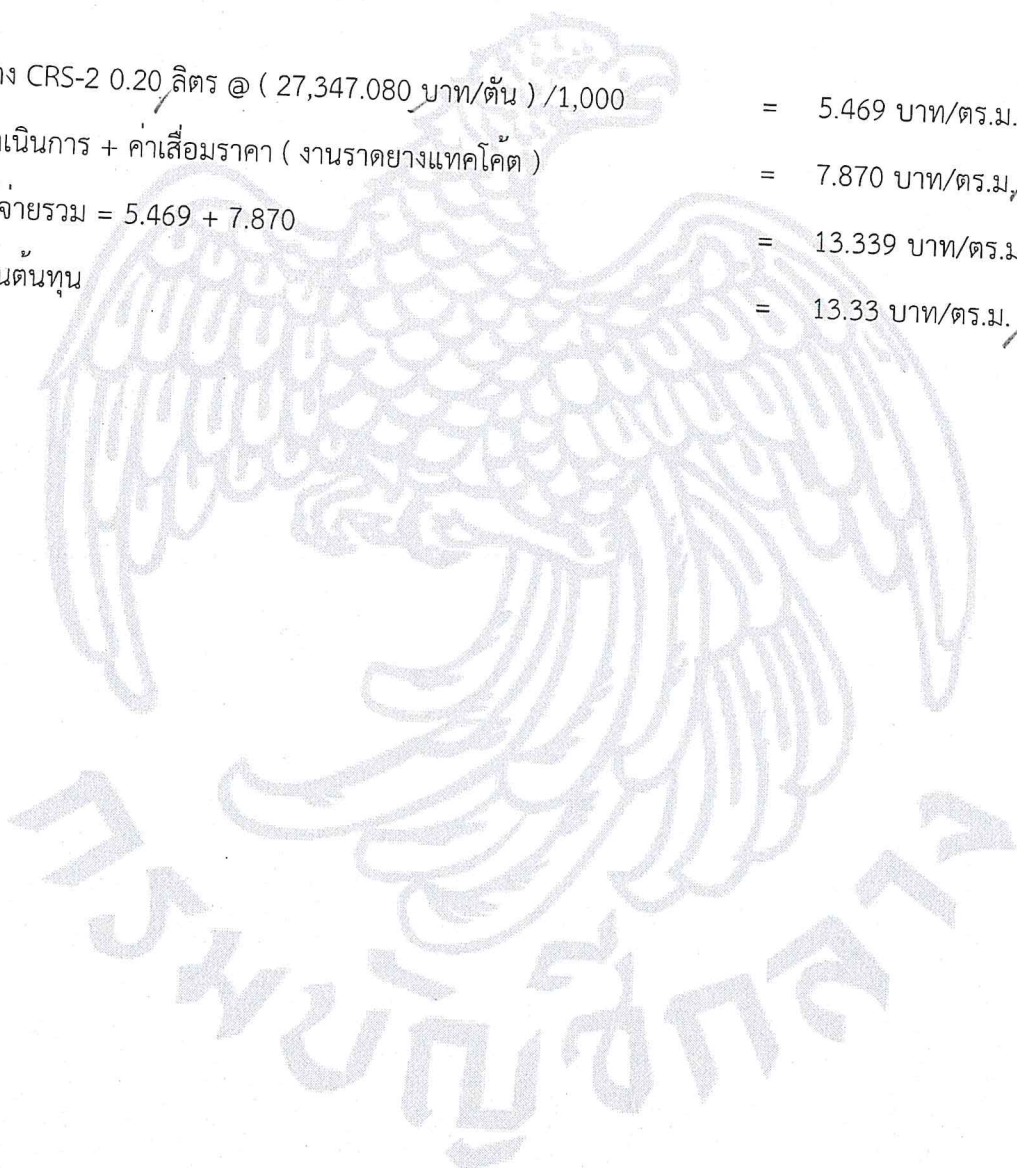 าง CRS-2 0.20 ลิตร @ ( 27,347.080 บาท/ตัน ) /1,000 = 5.469 บาท/ตร.ม.
เนินการ + ค่าเสื่อมราคา ( งานราดยางแทคโค้ต ) = 7.870 บาท/ตร.ม.
จ่ายรวม = 5.469 + 7.870 = 13.339 บาท/ตร.ม
นต้นทุน = 13.33 บาท/ตร.ม.
กรมบัญชีกลาง